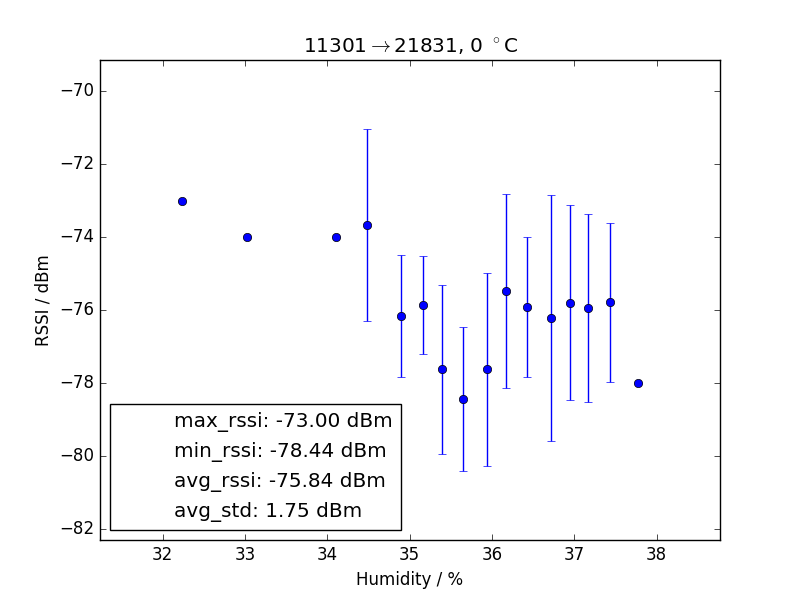 11301→21831, 0 °C
RSSI / dBm
−70
−72
−74
−76
−78
−80
−82
max_rssi: -73.00 dBm
min_rssi: -78.44 dBm
avg_rssi: -75.84 dBm
avg_std: 1.75 dBm
32 33 34 35 36 37 38
Humidity / %